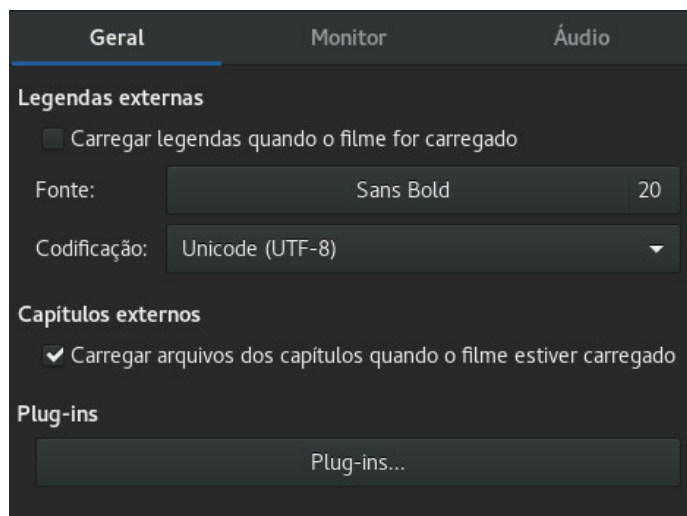 Geral Monitor Áudio
Legendas externas
Carregar legendas quando o filme for carregado
Fonte: Sans Bold 20
Codificação: Unicode (UTF-8)
Capítulos externos
Carregar arquivos dos capítulos quando o filme estiver carregado
Plug-ins
Plug-ins...